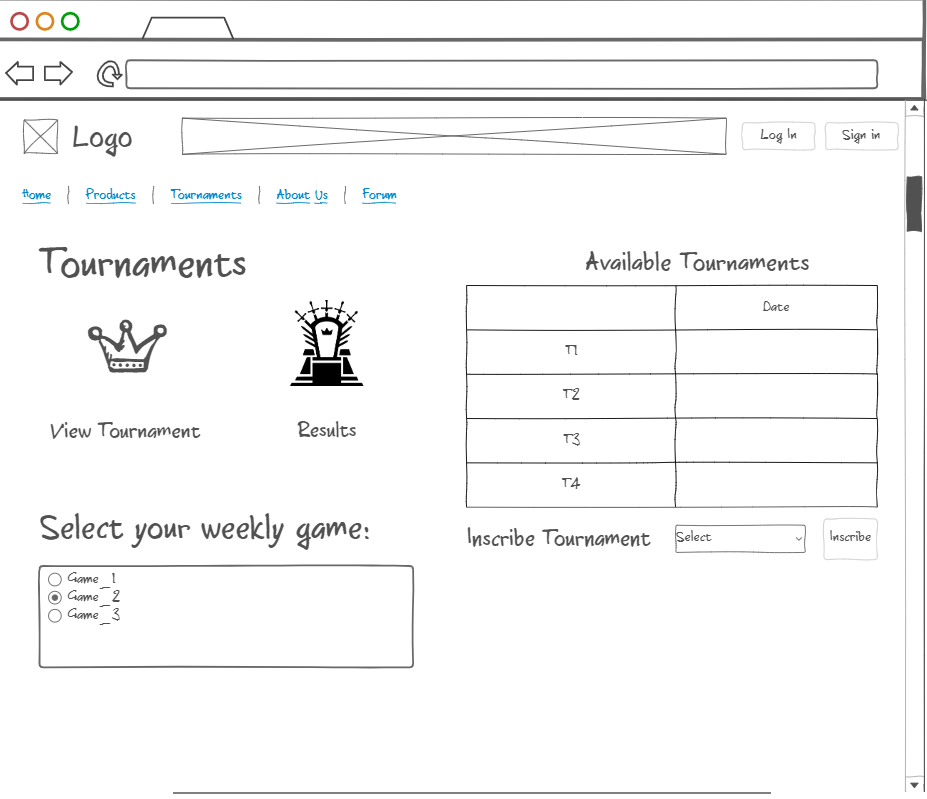 Logo
Log In
Sign in
Home | Products | Tournaments | About Us | Forum
Tournaments
View Tournament
Results
Available Tournaments
Date
T1
T2
T3
T4
Inscribe Tournament
Select
Inscribe
Select your weekly game:
Game_1
Game_2
Game_3